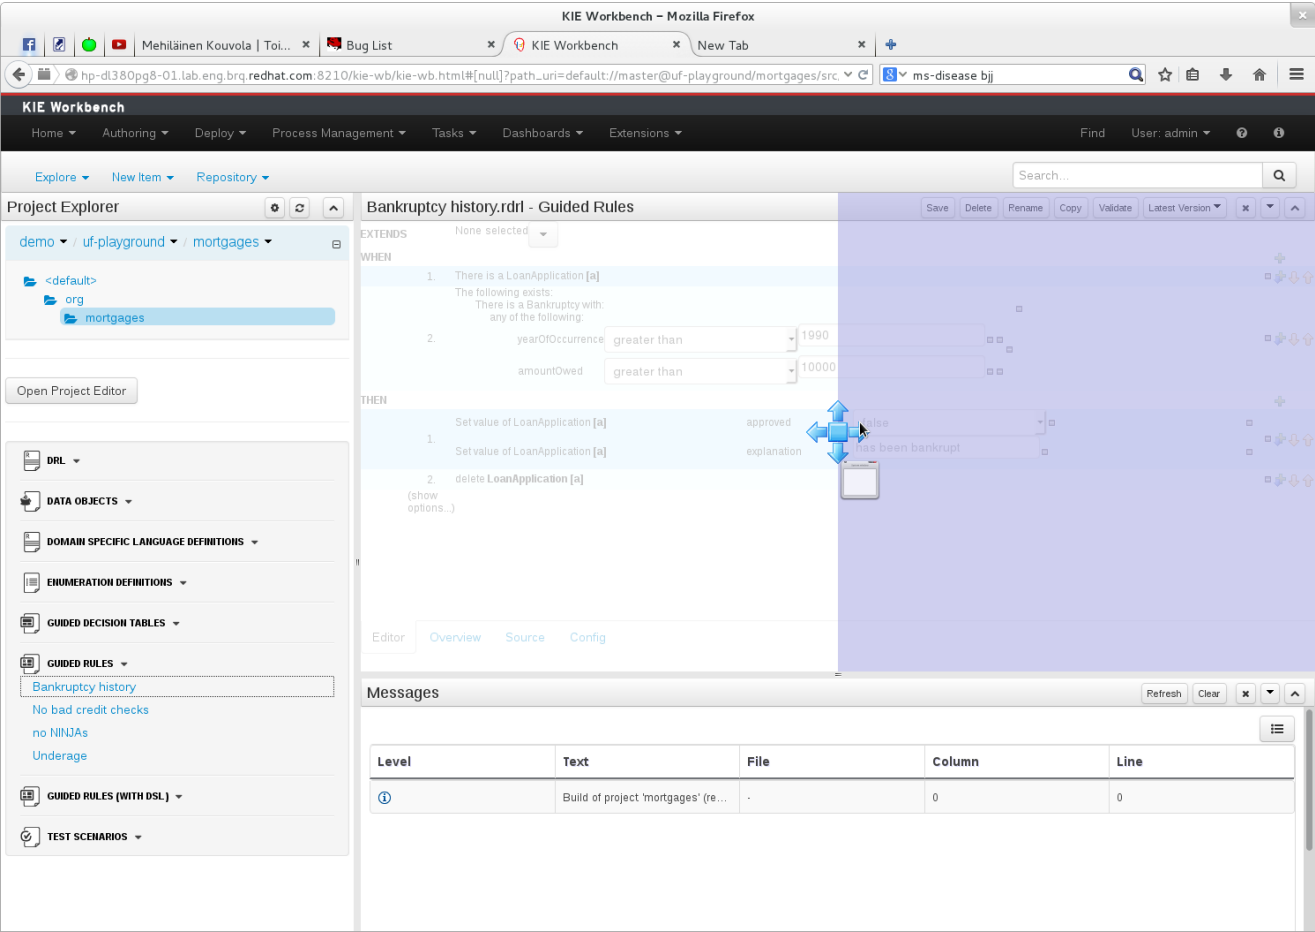 KIE Workbench - Mozilla Firefox
Mehiläinen Kouvola | Toi... × Bug List × KIE Workbench × New Tab ×
hp-dl380pg8-01.lab.eng.brq.redhat.com:8210/kie-wb/kie-wb.html#[null]?path_uri=default://master@uf-playground/mortgages/src. ms-disease bjj
KIE Workbench
Home Authoring Deploy Process Management Tasks Dashboards Extensions Find User: admin
Explore New Item Repository Search...
Project Explorer
demo / uf-playground / mortgages
<default>
org
mortgages
Open Project Editor
DRL
DATA OBJECTS
DOMAIN SPECIFIC LANGUAGE DEFINITIONS
ENUMERATION DEFINITIONS
GUIDED DECISION TABLES
GUIDED RULES
Bankruptcy history
No bad credit checks
no NINJAs
Underage
GUIDED RULES (WITH DSL)
TEST SCENARIOS
Bankruptcy history.rdrl - Guided Rules Save Delete Rename Copy Validate Latest Version
EXTENDS None selected
WHEN
1. There is a LoanApplication [a]
The following exists:
There is a Bankruptcy with:
any of the following:
2. yearOfOccurrence greater than 1990
amountOwed greater than 10000
THEN
Set value of LoanApplication [a] approved false
1.
Set value of LoanApplication [a] explanation has been bankrupt
2. delete LoanApplication [a]
(show
options...)
Editor Overview Source Config
Messages Refresh Clear
Level Text File Column Line
Build of project 'mortgages' (re... - 0 0